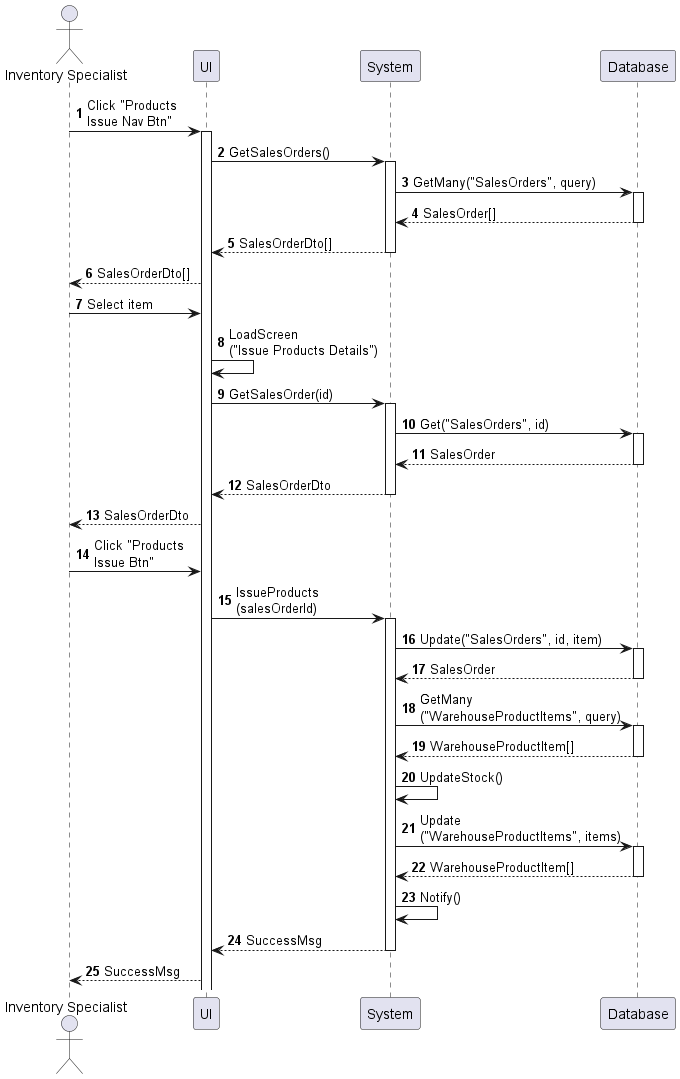 Inventory Specialist
UI
System
Database
1 Click "Products
Issue Nav Btn"
2 GetSalesOrders()
3 GetMany("SalesOrders", query)
4 SalesOrder[]
5 SalesOrderDto[]
6 SalesOrderDto[]
7 Select item
8 LoadScreen
("Issue Products Details")
9 GetSalesOrder(id)
10 Get("SalesOrders", id)
11 SalesOrder
12 SalesOrderDto
13 SalesOrderDto
14 Click "Products
Issue Btn"
15 IssueProducts
(salesOrderId)
16 Update("SalesOrders", id, item)
17 SalesOrder
18 GetMany
("WarehouseProductItems", query)
19 WarehouseProductItem[]
20 UpdateStock()
21 Update
("WarehouseProductItems", items)
22 WarehouseProductItem[]
23 Notify()
24 SuccessMsg
25 SuccessMsg
Inventory Specialist
UI
System
Database